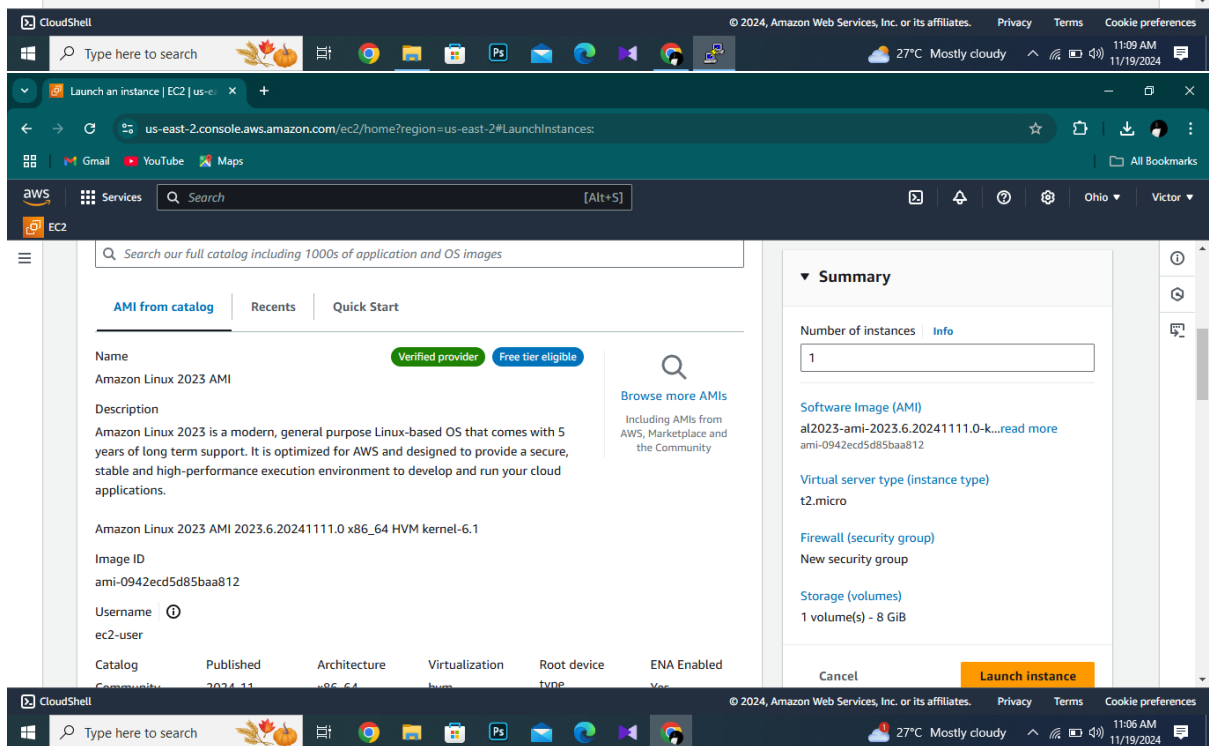 CloudShell © 2024, Amazon Web Services, Inc. or its affiliates. Privacy Terms Cookie preferences
Type here to search Ps 27°C Mostly cloudy 11:09 AM
11/19/2024
Launch an instance | EC2 | us-ea
us-east-2.console.aws.amazon.com/ec2/home?region=us-east-2#LaunchInstances:
Gmail YouTube Maps All Bookmarks
aws Services Search [Alt+S] Ohio Victor
EC2
Search our full catalog including 1000s of application and OS images
AMI from catalog Recents Quick Start
Name Verified provider Free tier eligible
Amazon Linux 2023 AMI
Browse more AMIs
Including AMIs from
AWS, Marketplace and
the Community
Description
Amazon Linux 2023 is a modern, general purpose Linux-based OS that comes with 5
years of long term support. It is optimized for AWS and designed to provide a secure,
stable and high-performance execution environment to develop and run your cloud
applications.
Amazon Linux 2023 AMI 2023.6.20241111.0 x86_64 HVM kernel-6.1
Image ID
ami-0942ecd5d85baa812
Username
ec2-user
Catalog Published Architecture Virtualization Root device ENA Enabled
type
Community 2024-11 x86_64 hvm Yes
Summary
Number of instances Info
1
Software Image (AMI)
al2023-ami-2023.6.20241111.0-k...read more
ami-0942ecd5d85baa812
Virtual server type (instance type)
t2.micro
Firewall (security group)
New security group
Storage (volumes)
1 volume(s) - 8 GiB
Cancel Launch instance
CloudShell © 2024, Amazon Web Services, Inc. or its affiliates. Privacy Terms Cookie preferences
Type here to search Ps 27°C Mostly cloudy 11:06 AM
11/19/2024